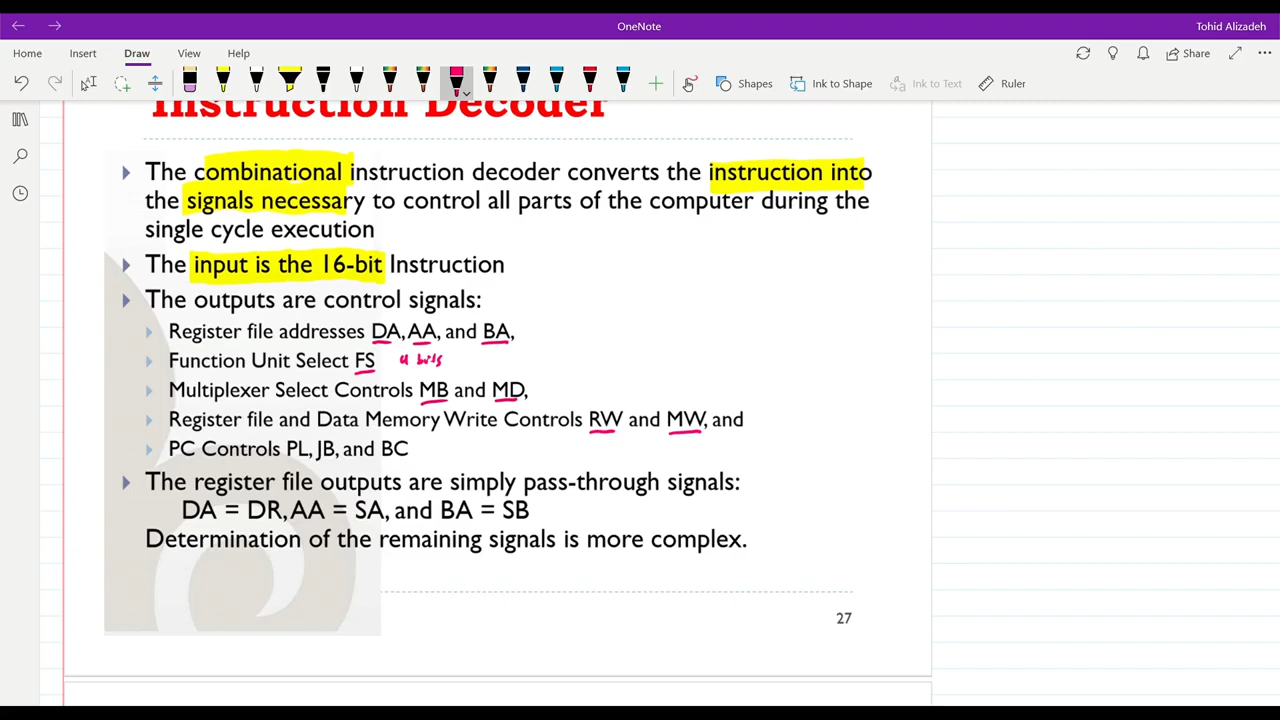 OneNote
Tohid Alizadeh
Home Insert Draw View Help
Share
Shapes Ink to Shape Ink to Text Ruler
Instruction Decoder
The combinational instruction decoder converts the instruction into
the signals necessary to control all parts of the computer during the
single cycle execution
The input is the 16-bit Instruction
The outputs are control signals:
Register file addresses DA, AA, and BA,
Function Unit Select FS 4 bits
Multiplexer Select Controls MB and MD,
Register file and Data Memory Write Controls RW and MW, and
PC Controls PL, JB, and BC
The register file outputs are simply pass-through signals:
DA = DR, AA = SA, and BA = SB
Determination of the remaining signals is more complex.
27